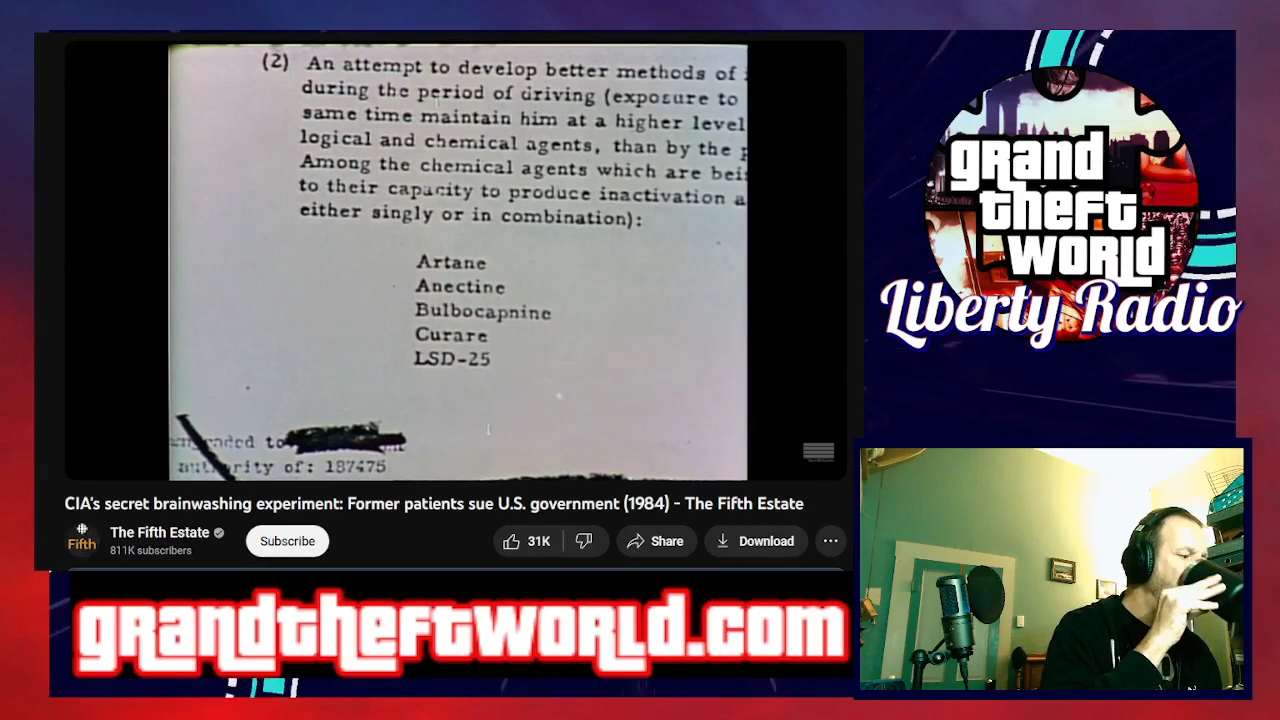 (2) An attempt to develop better methods of
during the period of driving (exposure to
same time maintain him at a higher level
logical and chemical agents, than by the
Among the chemical agents which are bei
to their capacity to produce inactivation a
either singly or in combination):
Artane
Anectine
Bulbocapnine
Curare
LSD-25
to
authority of: 187475
CIA's secret brainwashing experiment: Former patients sue U.S. government (1984) - The Fifth Estate
Fifth
The Fifth Estate
811K subscribers
Subscribe
31K
Share
Download
grand
theft
world
Liberty Radio
grandtheftworld.com